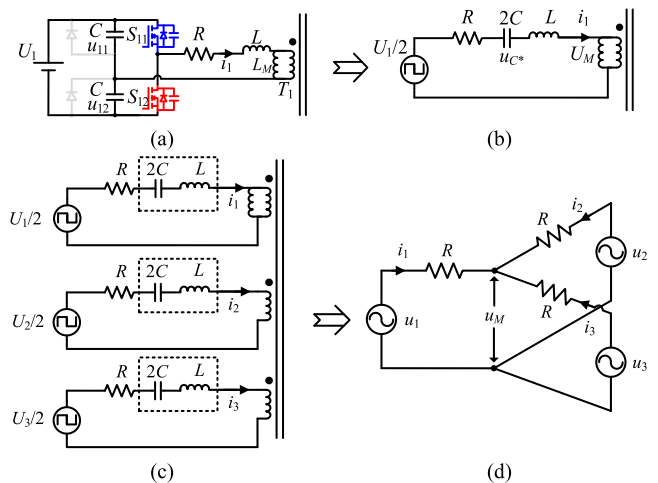 U1
C
u11
S11
R
L
i1
LM
C
u12
S12
T1
(a)
U1/2
R
2C
uC*
L
i1
UM
(b)
R
2C
L
U1/2
i1
R
2C
L
U2/2
i2
R
2C
L
U3/2
i3
(c)
i1
R
u1
uM
R
i2
u2
R
i3
u3
(d)